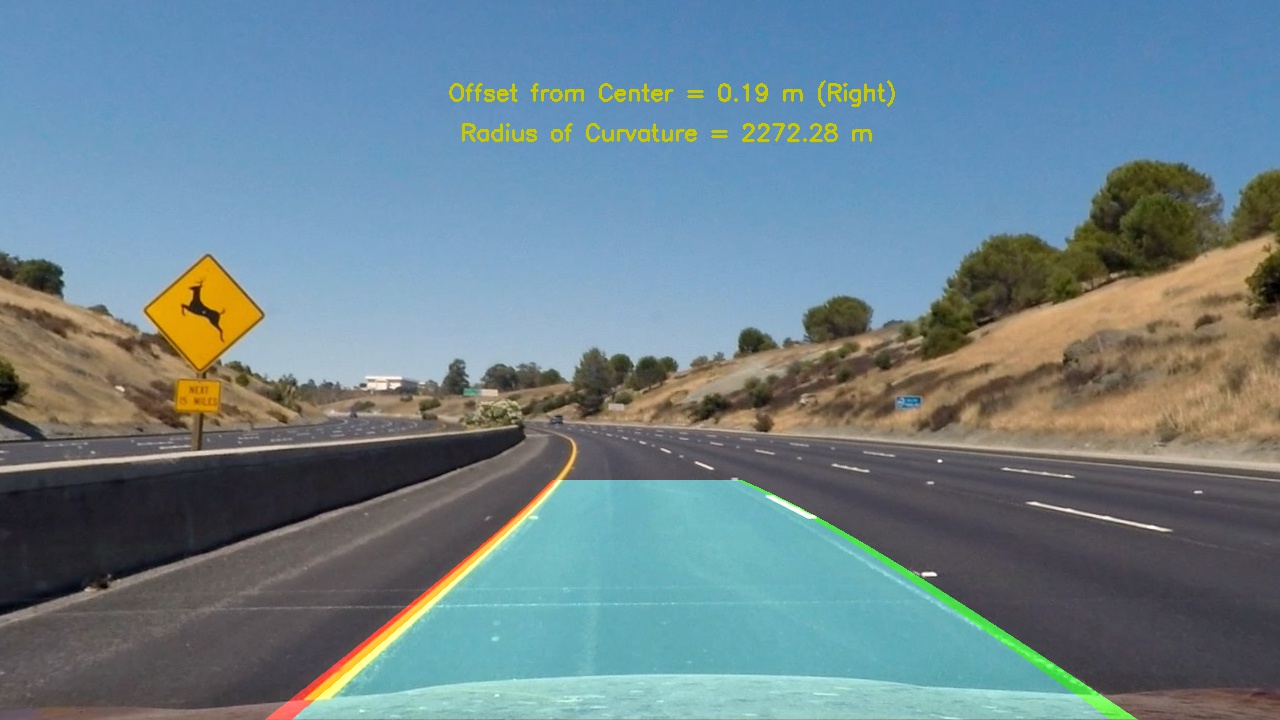 Offset from Center = 0.19 m (Right)
Radius of Curvature = 2272.28 m
NEXT
15 MILES